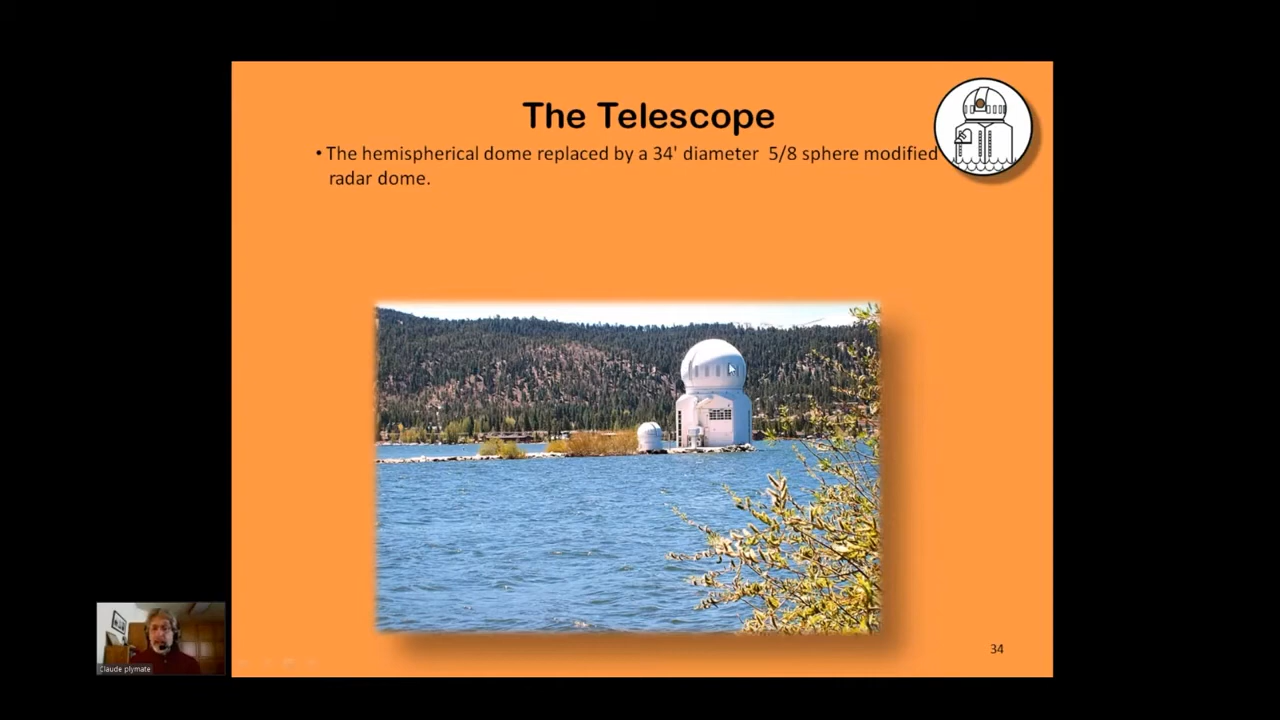 The Telescope
• The hemispherical dome replaced by a 34' diameter 5/8 sphere modified
radar dome.
Claude plymate
34